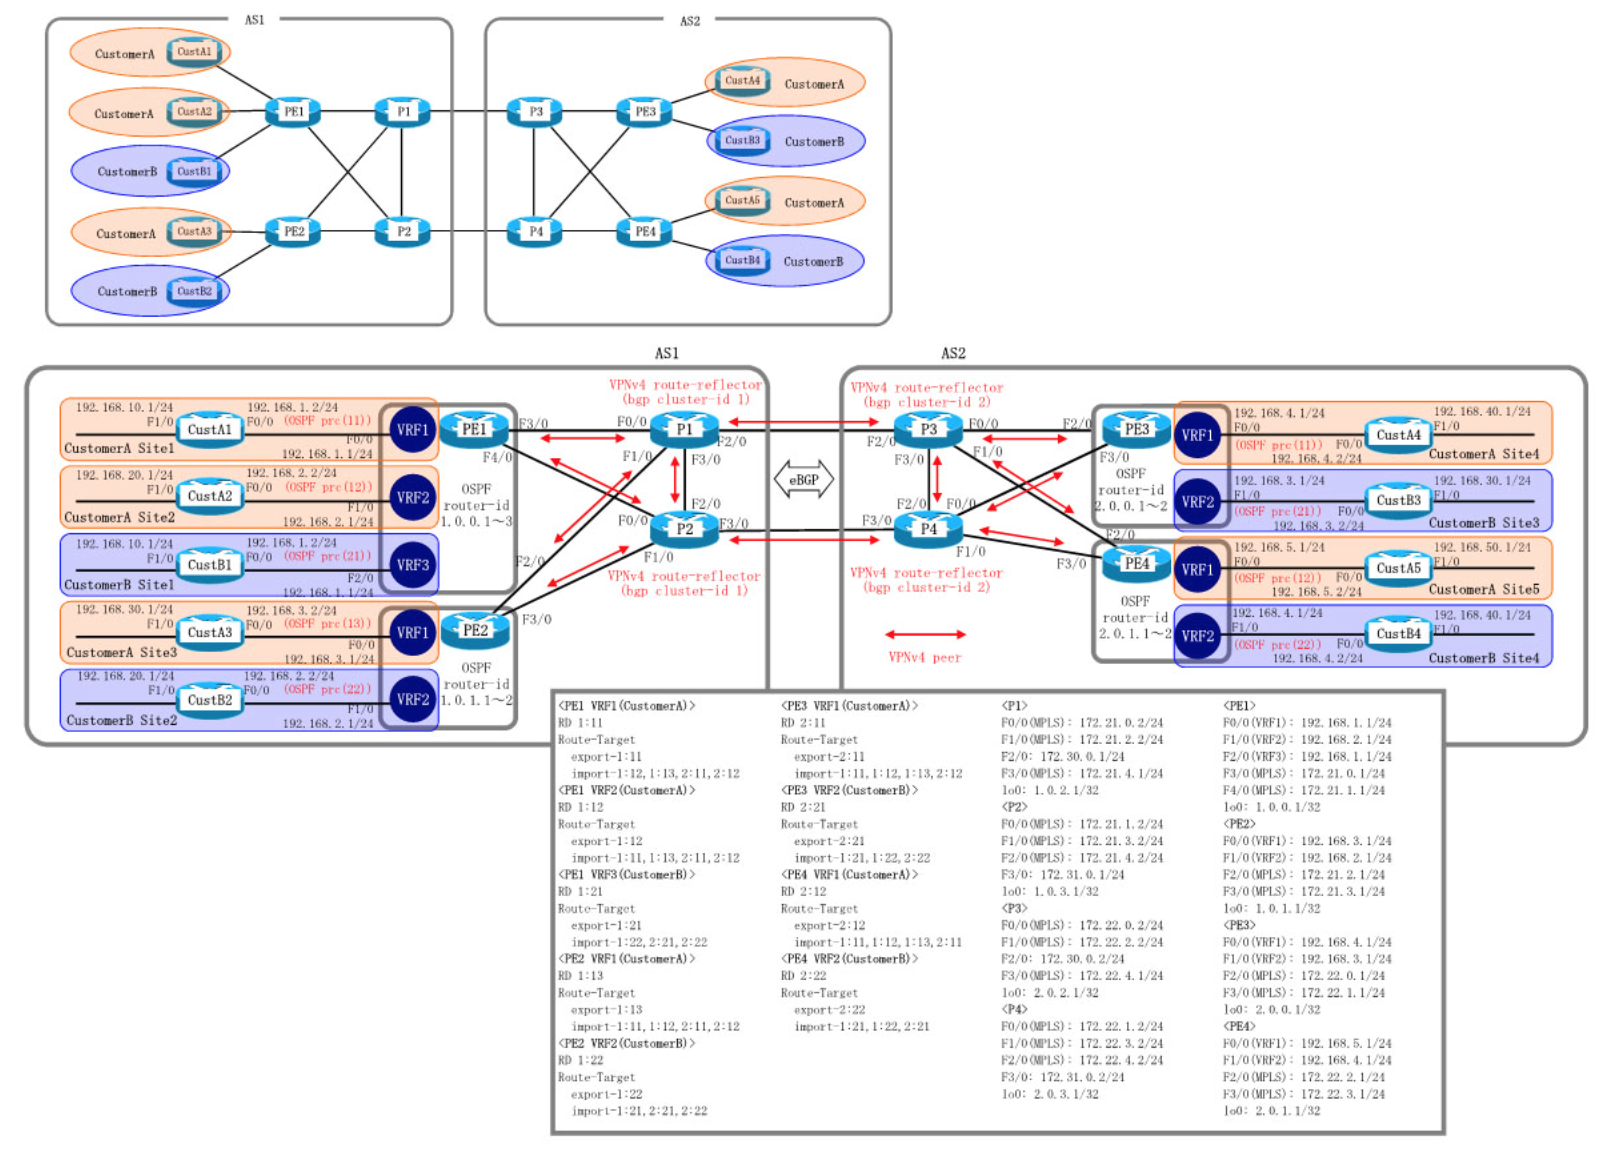 AS1
AS2
CustomerA
CustA1
CustomerA
CustA2
CustomerB
CustB1
CustomerA
CustA3
CustomerB
CustB2
PE1
P1
PE2
P2
P3
PE3
P4
PE4
CustA4
CustomerA
CustB3
CustomerB
CustA5
CustomerA
CustB4
CustomerB
AS1
AS2
192.168.10.1/24
F1/0
CustA1
192.168.1.2/24
F0/0 (OSPF prc(11))
F0/0
192.168.1.1/24
CustomerA Site1
VRF1
192.168.20.1/24
F1/0
CustA2
192.168.2.2/24
F0/0 (OSPF prc(12))
F1/0
192.168.2.1/24
CustomerA Site2
VRF2
192.168.10.1/24
F1/0
CustB1
192.168.1.2/24
F0/0 (OSPF prc(21))
F2/0
192.168.1.1/24
CustomerB Site1
VRF3
192.168.30.1/24
F1/0
CustA3
192.168.3.2/24
F0/0 (OSPF prc(13))
F0/0
192.168.3.1/24
CustomerA Site3
VRF1
192.168.20.1/24
F1/0
CustB2
192.168.2.2/24
F0/0 (OSPF prc(22))
F1/0
192.168.2.1/24
CustomerB Site2
VRF2
PE1
F3/0
F4/0
OSPF
router-id
1.0.0.1~3
PE2
F2/0
F3/0
OSPF
router-id
1.0.1.1~2
VPNv4 route-reflector
(bgp cluster-id 1)
F0/0
P1
F2/0
F1/0
F3/0
F2/0
F0/0
P2
F3/0
F1/0
VPNv4 route-reflector
(bgp cluster-id 1)
eBGP
VPNv4 route-reflector
(bgp cluster-id 2)
P3
F0/0
F2/0
F1/0
F3/0
F2/0
F0/0
F3/0
P4
F1/0
VPNv4 route-reflector
(bgp cluster-id 2)
VPNv4 peer
F2/0
PE3
F3/0
OSPF
router-id
2.0.0.1~2
F2/0
PE4
F3/0
OSPF
router-id
2.0.1.1~2
VRF1
192.168.4.1/24
F0/0
(OSPF prc(11)) F0/0
192.168.4.2/24
CustA4
192.168.40.1/24
F1/0
CustomerA Site4
VRF2
192.168.3.1/24
F1/0
(OSPF prc(21)) F0/0
192.168.3.2/24
CustB3
192.168.30.1/24
F1/0
CustomerB Site3
VRF1
192.168.5.1/24
F0/0
(OSPF prc(12)) F0/0
192.168.5.2/24
CustA5
192.168.50.1/24
F1/0
CustomerA Site5
VRF2
192.168.4.1/24
F1/0
(OSPF prc(22)) F0/0
192.168.4.2/24
CustB4
192.168.40.1/24
F1/0
CustomerB Site4
<PE1 VRF1(CustomerA)>
RD 1:11
Route-Target
export-1:11
import-1:12,1:13,2:11,2:12
<PE1 VRF2(CustomerA)>
RD 1:12
Route-Target
export-1:12
import-1:11,1:13,2:11,2:12
<PE1 VRF3(CustomerB)>
RD 1:21
Route-Target
export-1:21
import-1:22,2:21,2:22
<PE2 VRF1(CustomerA)>
RD 1:13
Route-Target
export-1:13
import-1:11,1:12,2:11,2:12
<PE2 VRF2(CustomerB)>
RD 1:22
Route-Target
export-1:22
import-1:21,2:21,2:22
<PE3 VRF1(CustomerA)>
RD 2:11
Route-Target
export-2:11
import-1:11,1:12,1:13,2:12
<PE3 VRF2(CustomerB)>
RD 2:21
Route-Target
export-2:21
import-1:21,1:22,2:22
<PE4 VRF1(CustomerA)>
RD 2:12
Route-Target
export-2:12
import-1:11,1:12,1:13,2:11
<PE4 VRF2(CustomerB)>
RD 2:22
Route-Target
export-2:22
import-1:21,1:22,2:21
<P1>
F0/0(MPLS): 172.21.0.2/24
F1/0(MPLS): 172.21.2.2/24
F2/0: 172.30.0.1/24
F3/0(MPLS): 172.21.4.1/24
lo0: 1.0.2.1/32
<P2>
F0/0(MPLS): 172.21.1.2/24
F1/0(MPLS): 172.21.3.2/24
F2/0(MPLS): 172.21.4.2/24
F3/0: 172.31.0.1/24
lo0: 1.0.3.1/32
<P3>
F0/0(MPLS): 172.22.0.2/24
F1/0(MPLS): 172.22.2.2/24
F2/0: 172.30.0.2/24
F3/0(MPLS): 172.22.4.1/24
lo0: 2.0.2.1/32
<P4>
F0/0(MPLS): 172.22.1.2/24
F1/0(MPLS): 172.22.3.2/24
F2/0(MPLS): 172.22.4.2/24
F3/0: 172.31.0.2/24
lo0: 2.0.3.1/32
<PE1>
F0/0(VRF1): 192.168.1.1/24
F1/0(VRF2): 192.168.2.1/24
F2/0(VRF3): 192.168.1.1/24
F3/0(MPLS): 172.21.0.1/24
F4/0(MPLS): 172.21.1.1/24
lo0: 1.0.0.1/32
<PE2>
F0/0(VRF1): 192.168.3.1/24
F1/0(VRF2): 192.168.2.1/24
F2/0(MPLS): 172.21.2.1/24
F3/0(MPLS): 172.21.3.1/24
lo0: 1.0.1.1/32
<PE3>
F0/0(VRF1): 192.168.4.1/24
F1/0(VRF2): 192.168.3.1/24
F2/0(MPLS): 172.22.0.1/24
F3/0(MPLS): 172.22.1.1/24
lo0: 2.0.0.1/32
<PE4>
F0/0(VRF1): 192.168.5.1/24
F1/0(VRF2): 192.168.4.1/24
F2/0(MPLS): 172.22.2.1/24
F3/0(MPLS): 172.22.3.1/24
lo0: 2.0.1.1/32